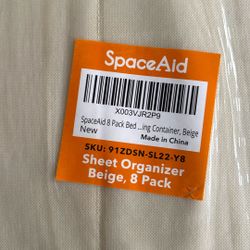 SpaceAid
X003VJR2P9
SpaceAid 8 Pack Bed ...ing Container, Beige
New
Made in China
SKU: 91ZDSN-SL22-Y8
Sheet Organizer
Beige, 8 Pack